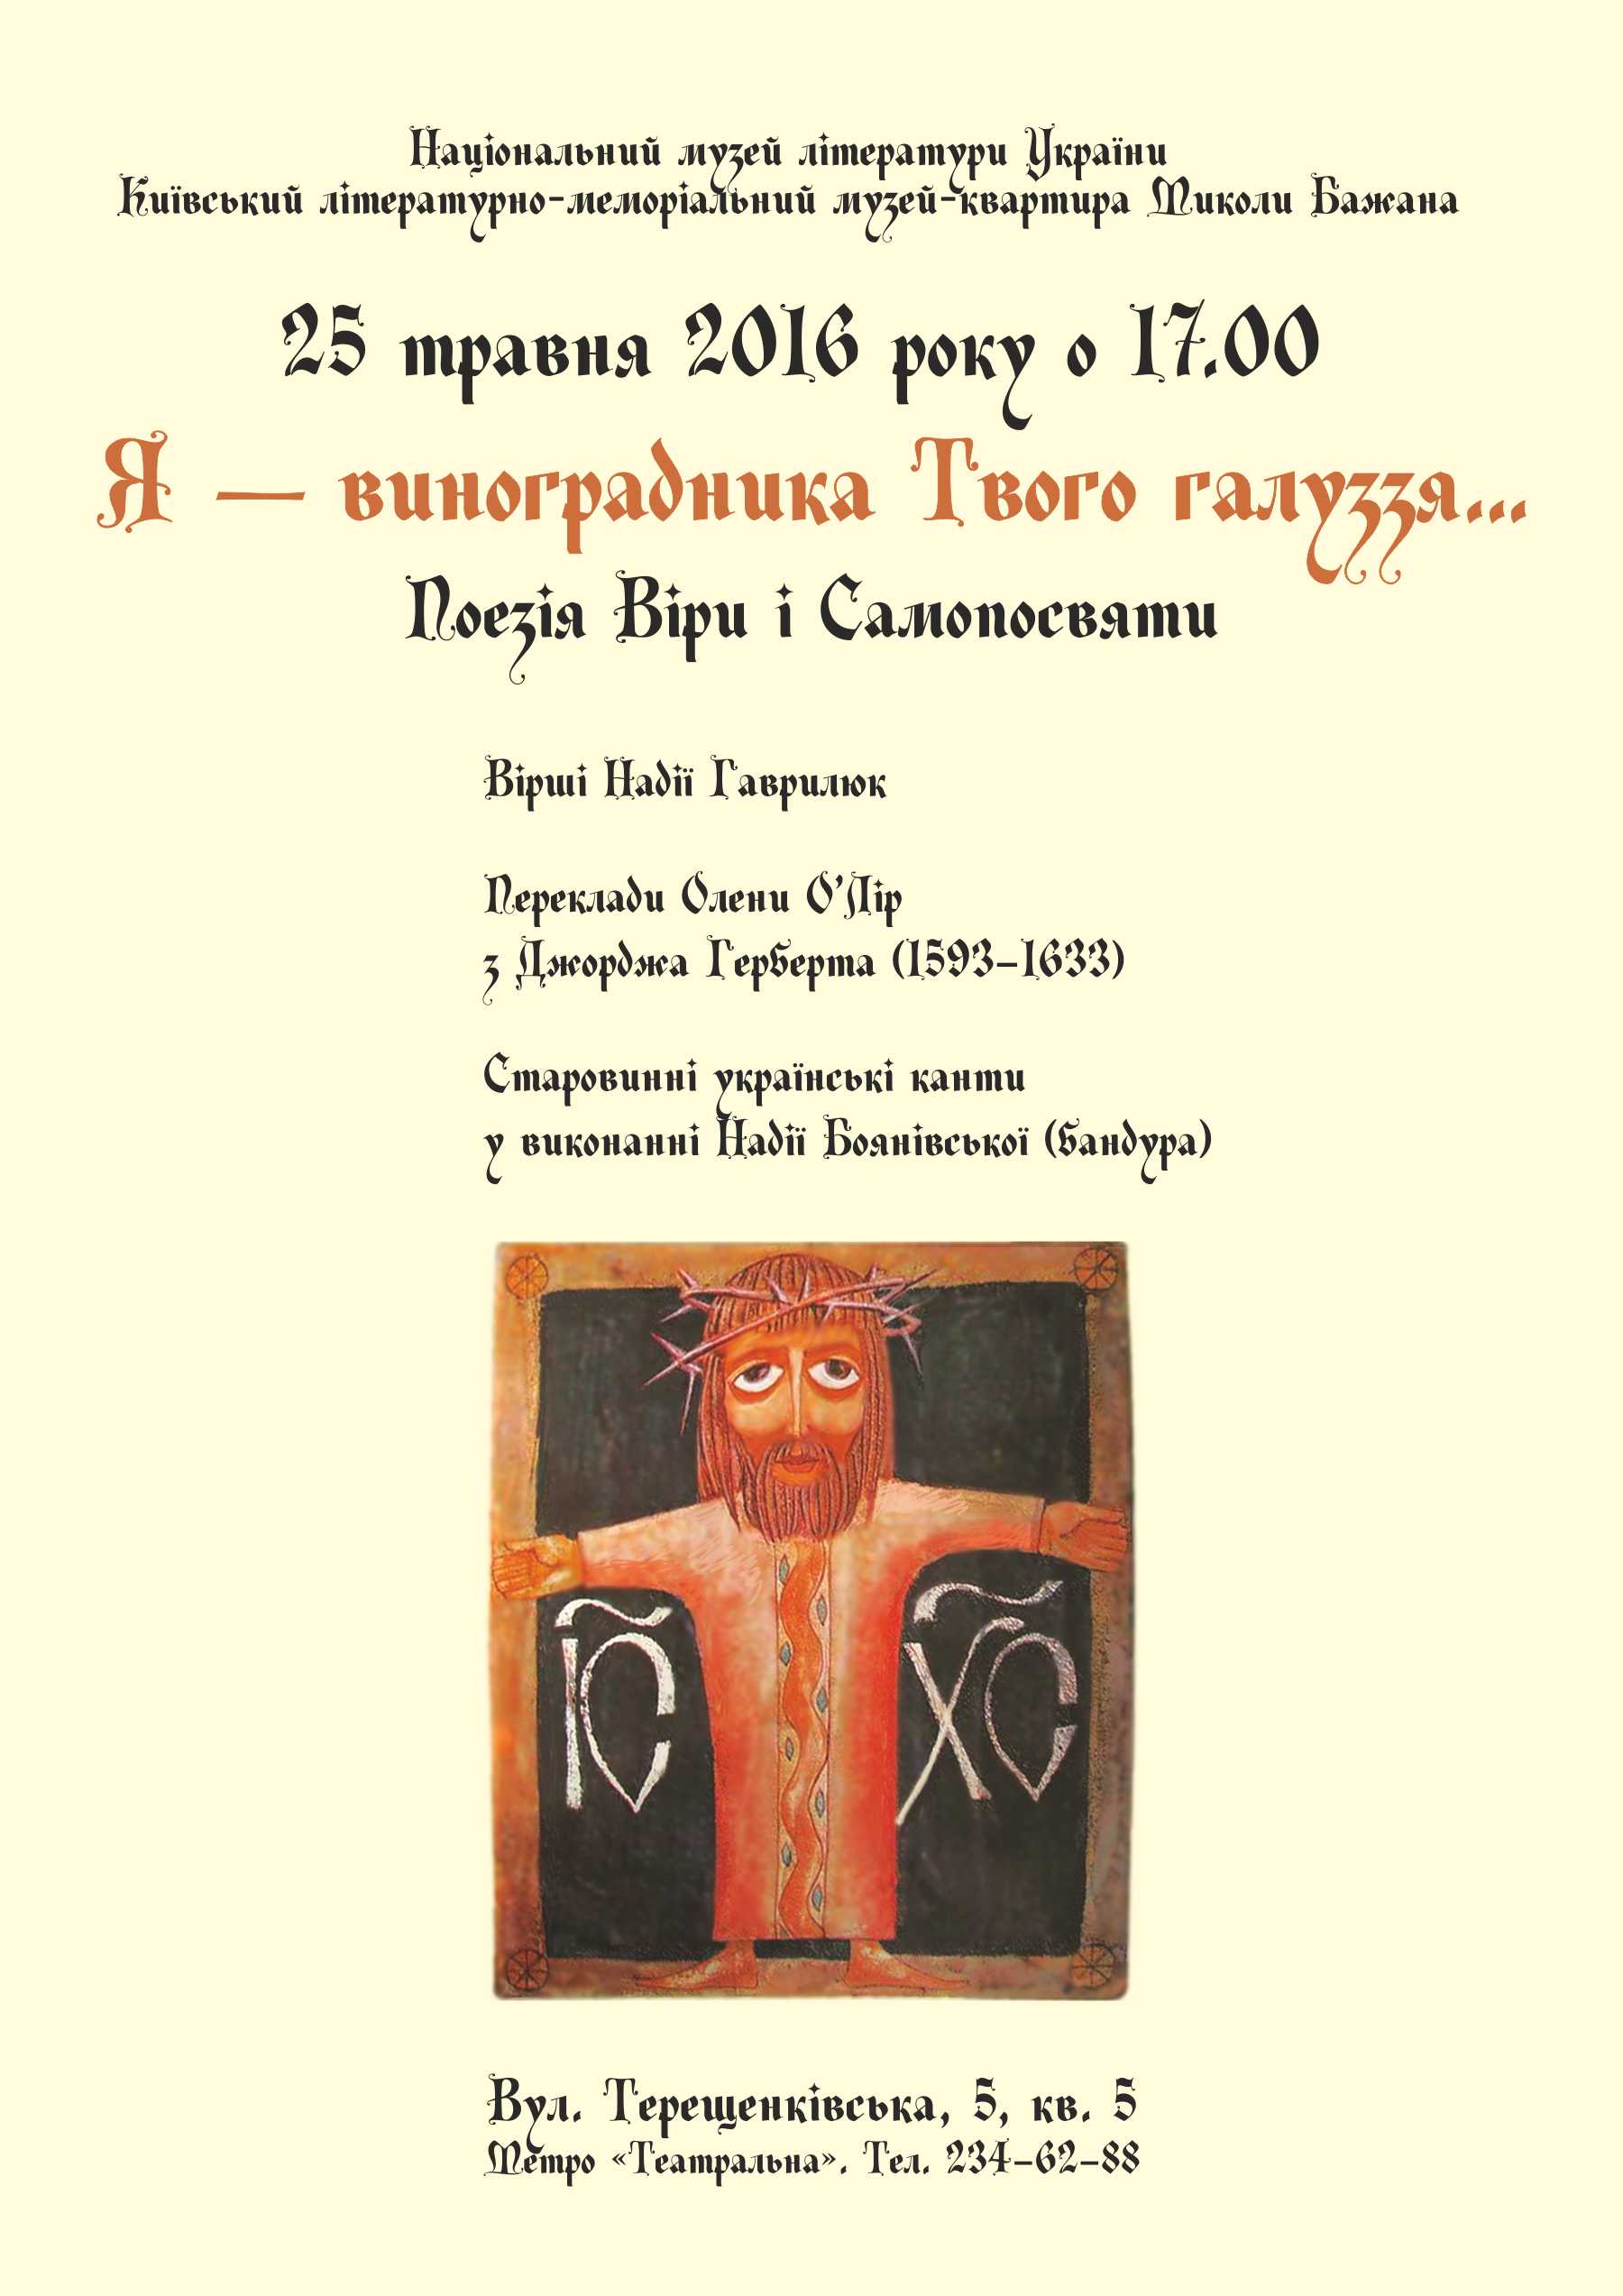 Національний музей літератури України
Київський літературно-меморіальний музей-квартира Миколи Бажана
25 травня 2016 року о 17.00
Я — виноградника Твого галуззя...
Поезія Віри і Самопосвяти
Вірші Надії Гаврилюк
Переклади Олени О’Лір
з Джорджа Герберта (1593–1633)
Старовинні українські канти
у виконанні Надії Боянівської (бандура)
ІС ХС
Вул. Терещенківська, 5, кв. 5
Метро «Театральна». Тел. 234-62-88